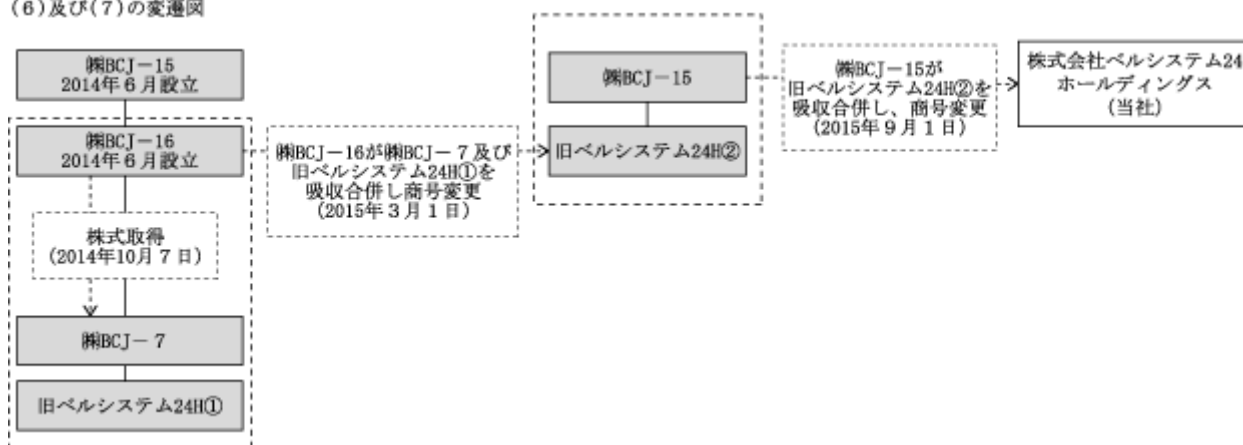 (6)及び(7)の変遷図
㈱BCJ-15
2014年6月設立
㈱BCJ-16
2014年6月設立
株式取得
(2014年10月7日)
㈱BCJ-7
旧ベルシステム24H①
㈱BCJ-16が㈱BCJ-7及び
旧ベルシステム24H①を
吸収合併し商号変更
(2015年3月1日)
㈱BCJ-15
旧ベルシステム24H②
㈱BCJ-15が
旧ベルシステム24H②を
吸収合併し、商号変更
(2015年9月1日)
株式会社ベルシステム24
ホールディングス
(当社)